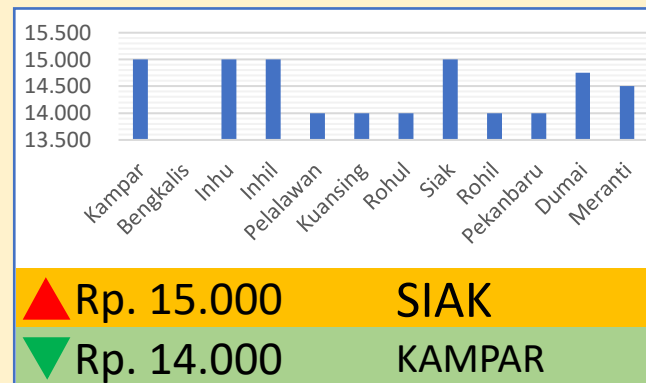 15.500
15.000
14.500
14.000
13.500
Kampar
Bengkalis
Inhu
Inhil
Pelalawan
Kuansing
Rohul
Siak
Rohil
Pekanbaru
Dumai
Meranti
Rp. 15.000 SIAK
Rp. 14.000 KAMPAR